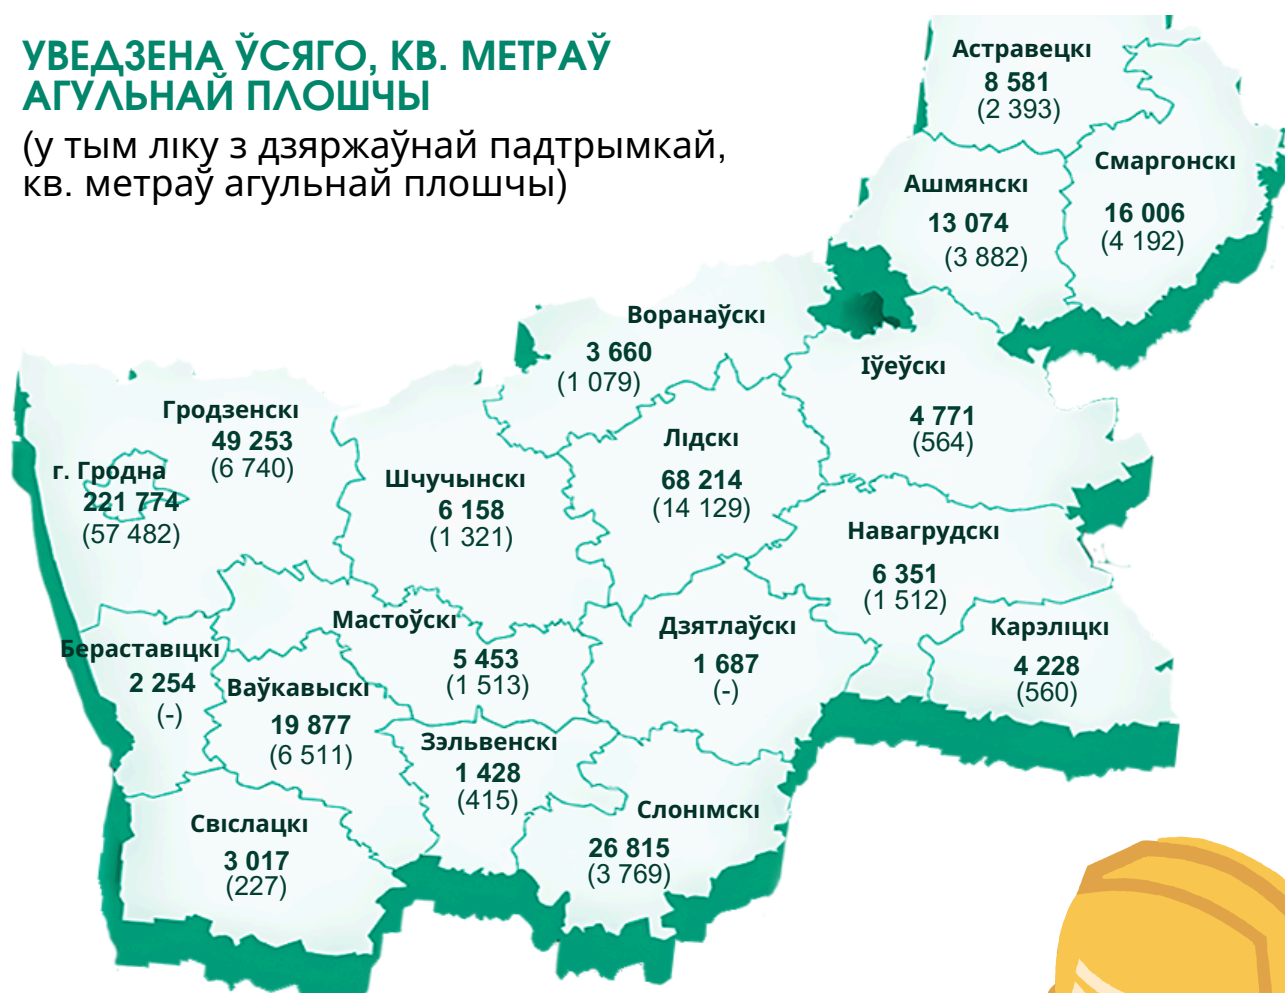 УВЕДЗЕНА ЎСЯГО, КВ. МЕТРАЎ
АГУЛЬНАЙ ПЛОШЧЫ
(у тым ліку з дзяржаўнай падтрымкай,
кв. метраў агульнай плошчы)
Астравецкі
8 581
(2 393)
Смаргонскі
16 006
(4 192)
Ашмянскі
13 074
(3 882)
Воранаўскі
3 660
(1 079)
Іўеўскі
4 771
(564)
Гродзенскі
49 253
(6 740)
г. Гродна
221 774
(57 482)
Шчучынскі
6 158
(1 321)
Лідскі
68 214
(14 129)
Навагрудскі
6 351
(1 512)
Мастоўскі
5 453
(1 513)
Дзятлаўскі
1 687
(-)
Карэліцкі
4 228
(560)
Бераставіцкі
2 254
(-)
Ваўкавыскі
19 877
(6 511)
Зэльвенскі
1 428
(415)
Слонімскі
26 815
(3 769)
Свіслацкі
3 017
(227)